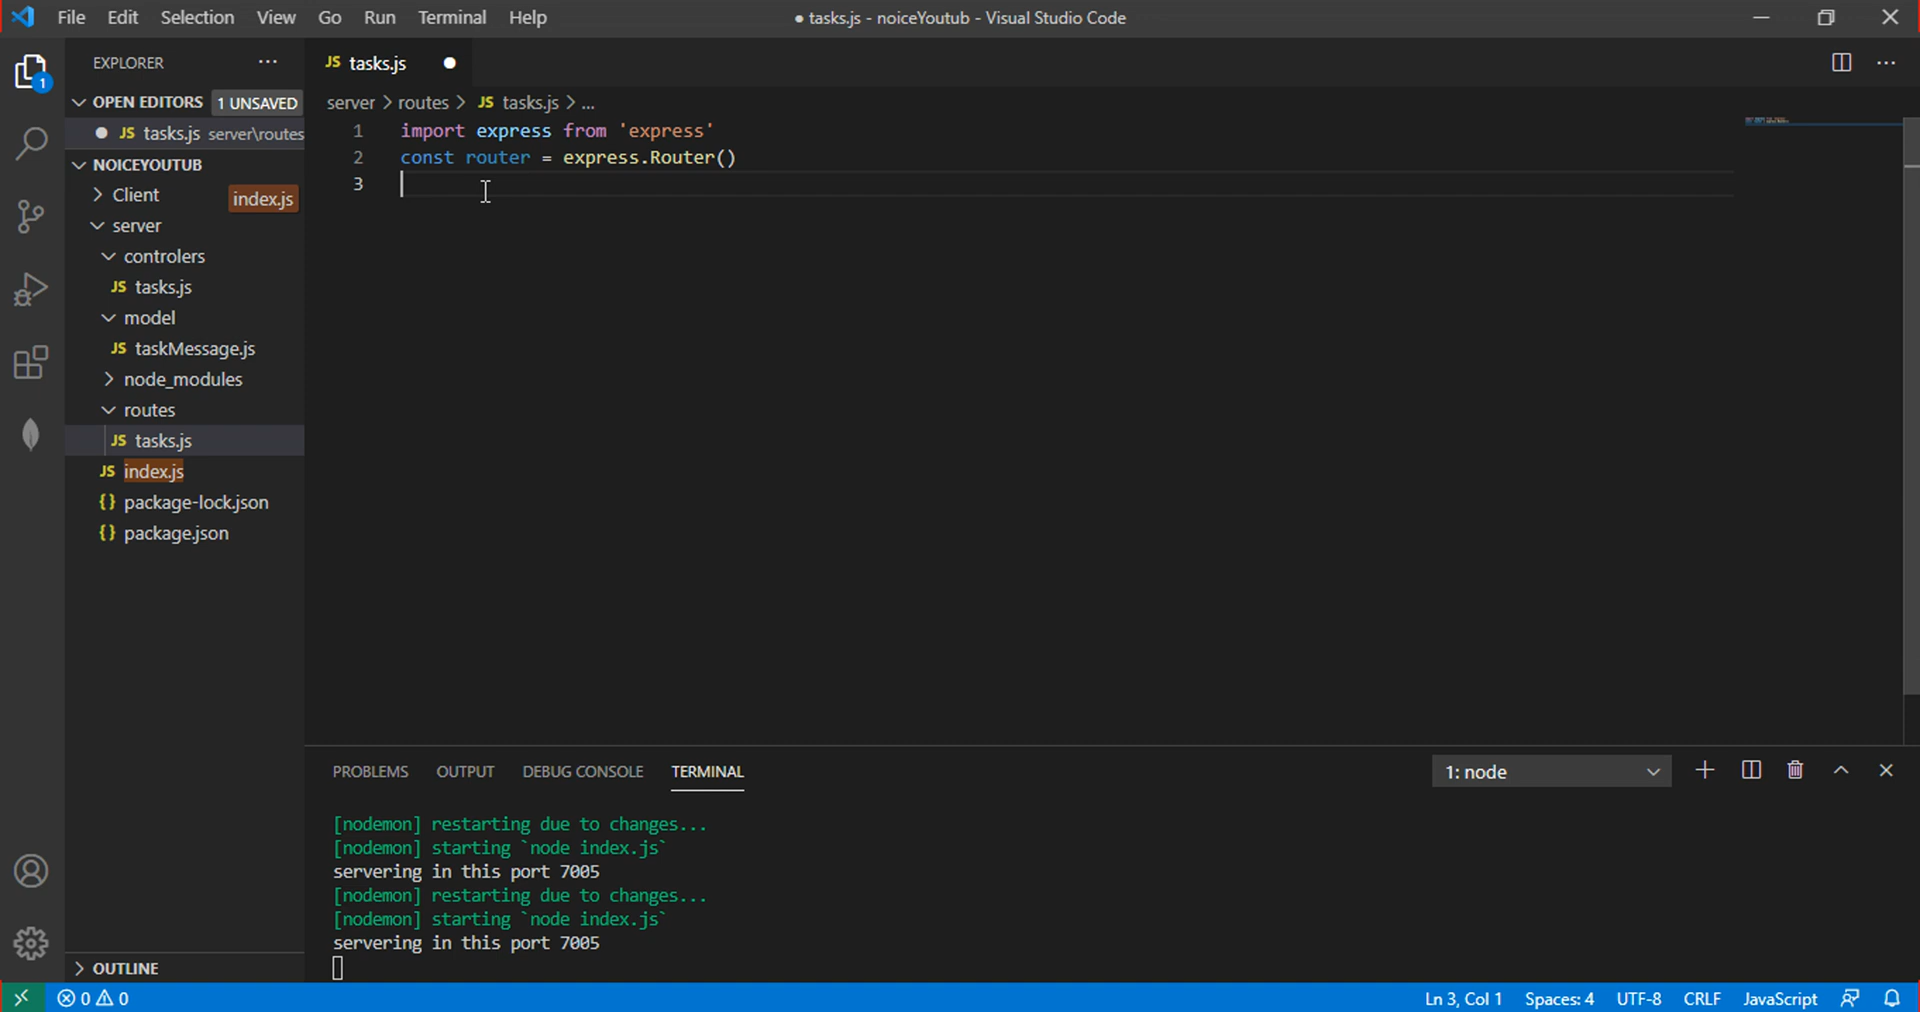 File Edit Selection View Go Run Terminal Help
● tasks.js - noiceYoutub - Visual Studio Code
1
EXPLORER ...
OPEN EDITORS 1 UNSAVED
● JS tasks.js server\routes
NOICEYOUTUB
Client
index.js
server
controlers
JS tasks.js
model
JS taskMessage.js
node_modules
routes
JS tasks.js
JS index.js
{} package-lock.json
{} package.json
OUTLINE
JS tasks.js ●
server > routes > JS tasks.js > ...
1 import express from 'express'
2 const router = express.Router()
3
PROBLEMS OUTPUT DEBUG CONSOLE TERMINAL
1: node
[nodemon] restarting due to changes...
[nodemon] starting `node index.js`
servering in this port 7005
[nodemon] restarting due to changes...
[nodemon] starting `node index.js`
servering in this port 7005
0 0
Ln 3, Col 1 Spaces: 4 UTF-8 CRLF JavaScript